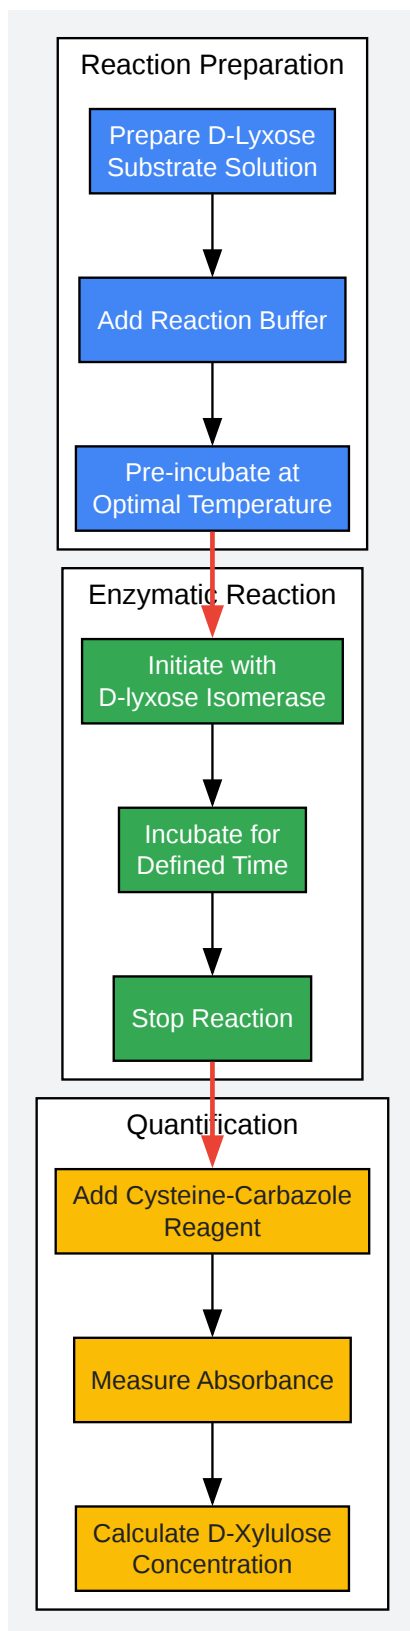 Reaction Preparation
Prepare D-Lyxose
Substrate Solution
Add Reaction Buffer
Pre-incubate at
Optimal Temperature
Enzymatic Reaction
Initiate with
D-lyxose Isomerase
Incubate for
Defined Time
Stop Reaction
Quantification
Add Cysteine-Carbazole
Reagent
Measure Absorbance
Calculate D-Xylulose
Concentration